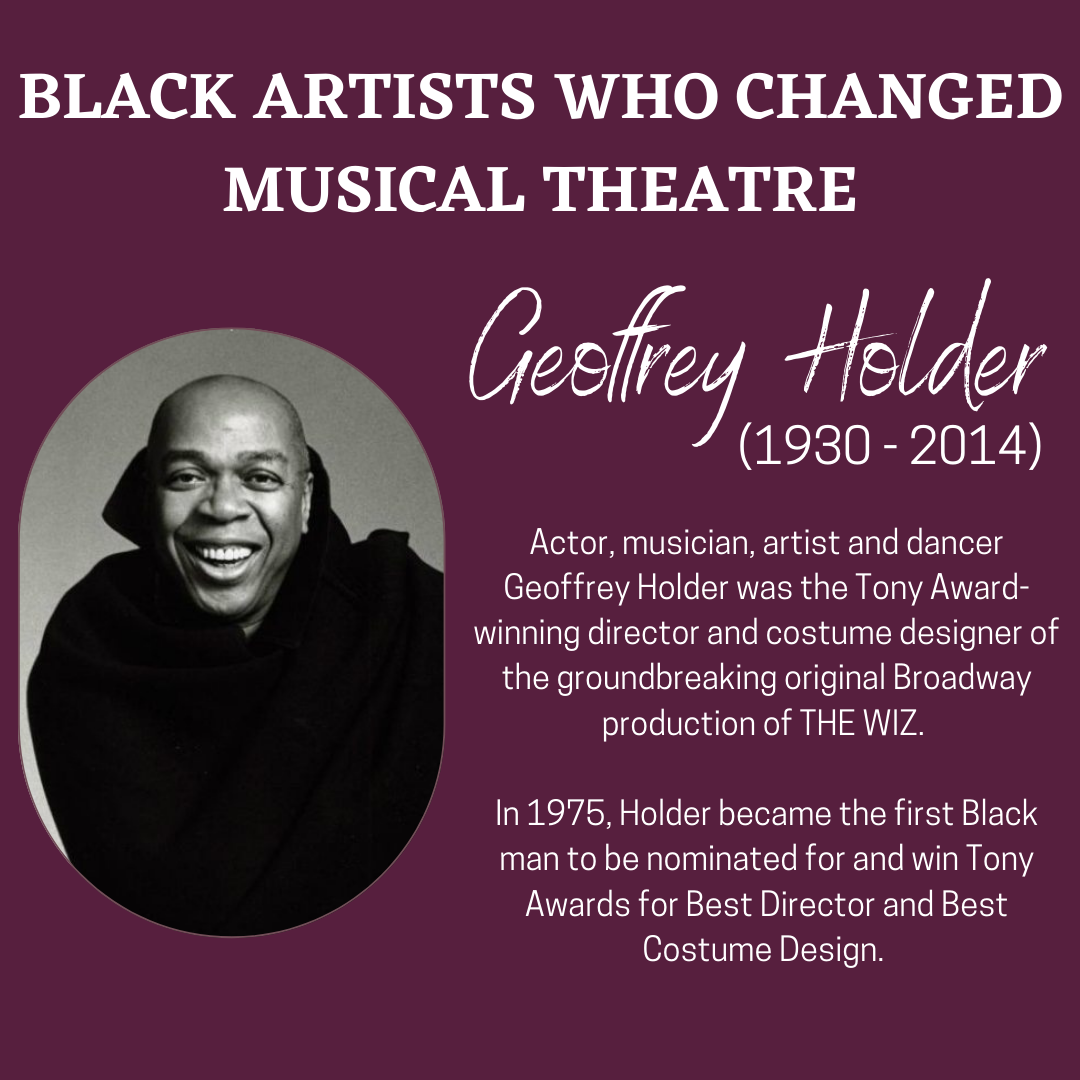 BLACK ARTISTS WHO CHANGED
MUSICAL THEATRE
Geoffrey Holder
(1930 - 2014)
Actor, musician, artist and dancer
Geoffrey Holder was the Tony Award-
winning director and costume designer of
the groundbreaking original Broadway
production of THE WIZ.
In 1975, Holder became the first Black
man to be nominated for and win Tony
Awards for Best Director and Best
Costume Design.